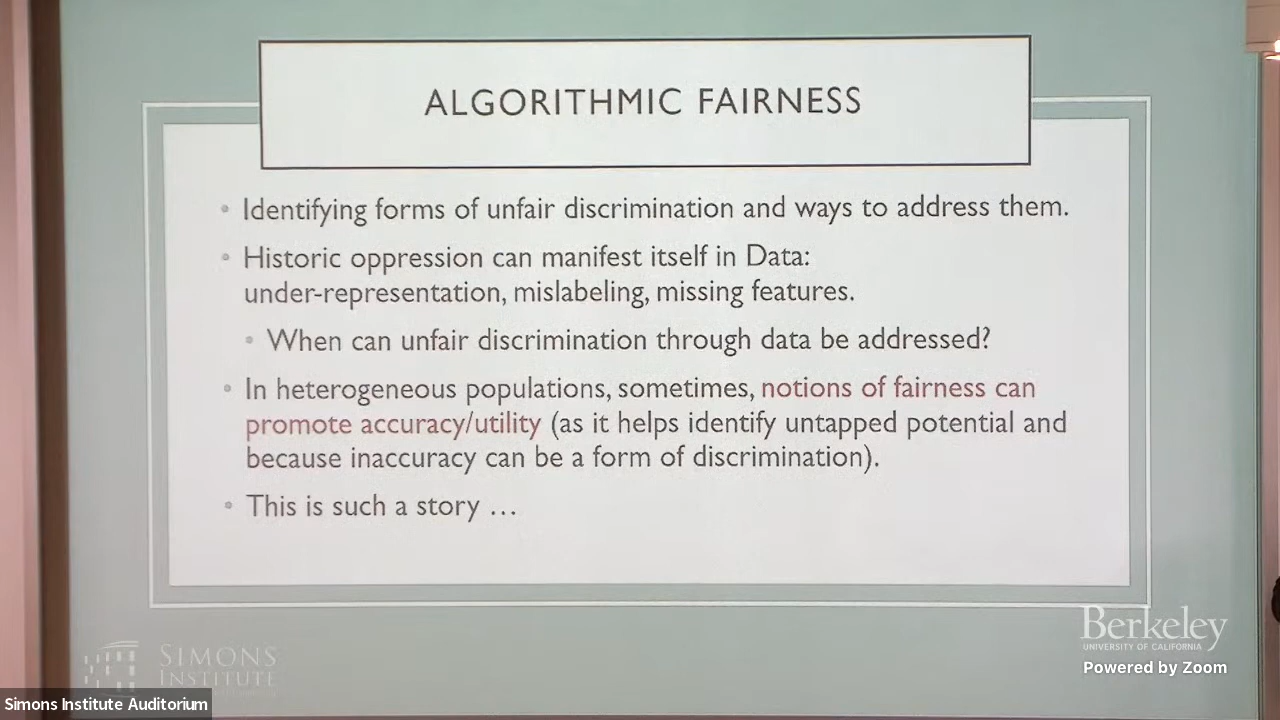 ALGORITHMIC FAIRNESS
Identifying forms of unfair discrimination and ways to address them.
Historic oppression can manifest itself in Data:
under-representation, mislabeling, missing features.
When can unfair discrimination through data be addressed?
In heterogeneous populations, sometimes, notions of fairness can
promote accuracy/utility (as it helps identify untapped potential and
because inaccuracy can be a form of discrimination).
This is such a story …
SIMONS
INSTITUTE
Berkeley
UNIVERSITY OF CALIFORNIA
Powered by Zoom
Simons Institute Auditorium